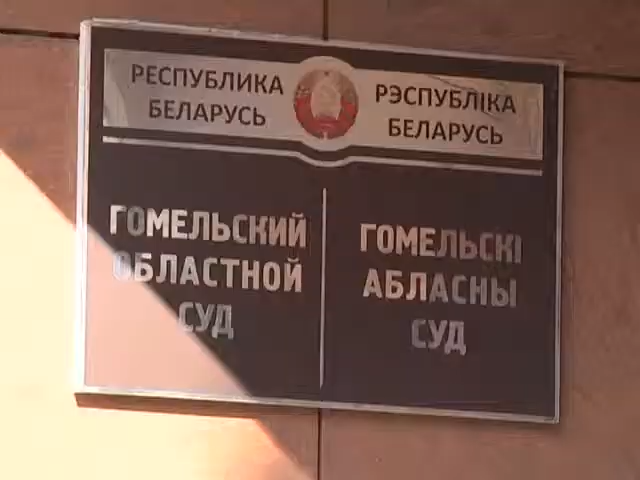 РЕСПУБЛИКА
БЕЛАРУСЬ
РЭСПУБЛІКА
БЕЛАРУСЬ
ГОМЕЛЬСКИЙ
ОБЛАСТНОЙ
СУД
ГОМЕЛЬСКІ
АБЛАСНЫ
СУД